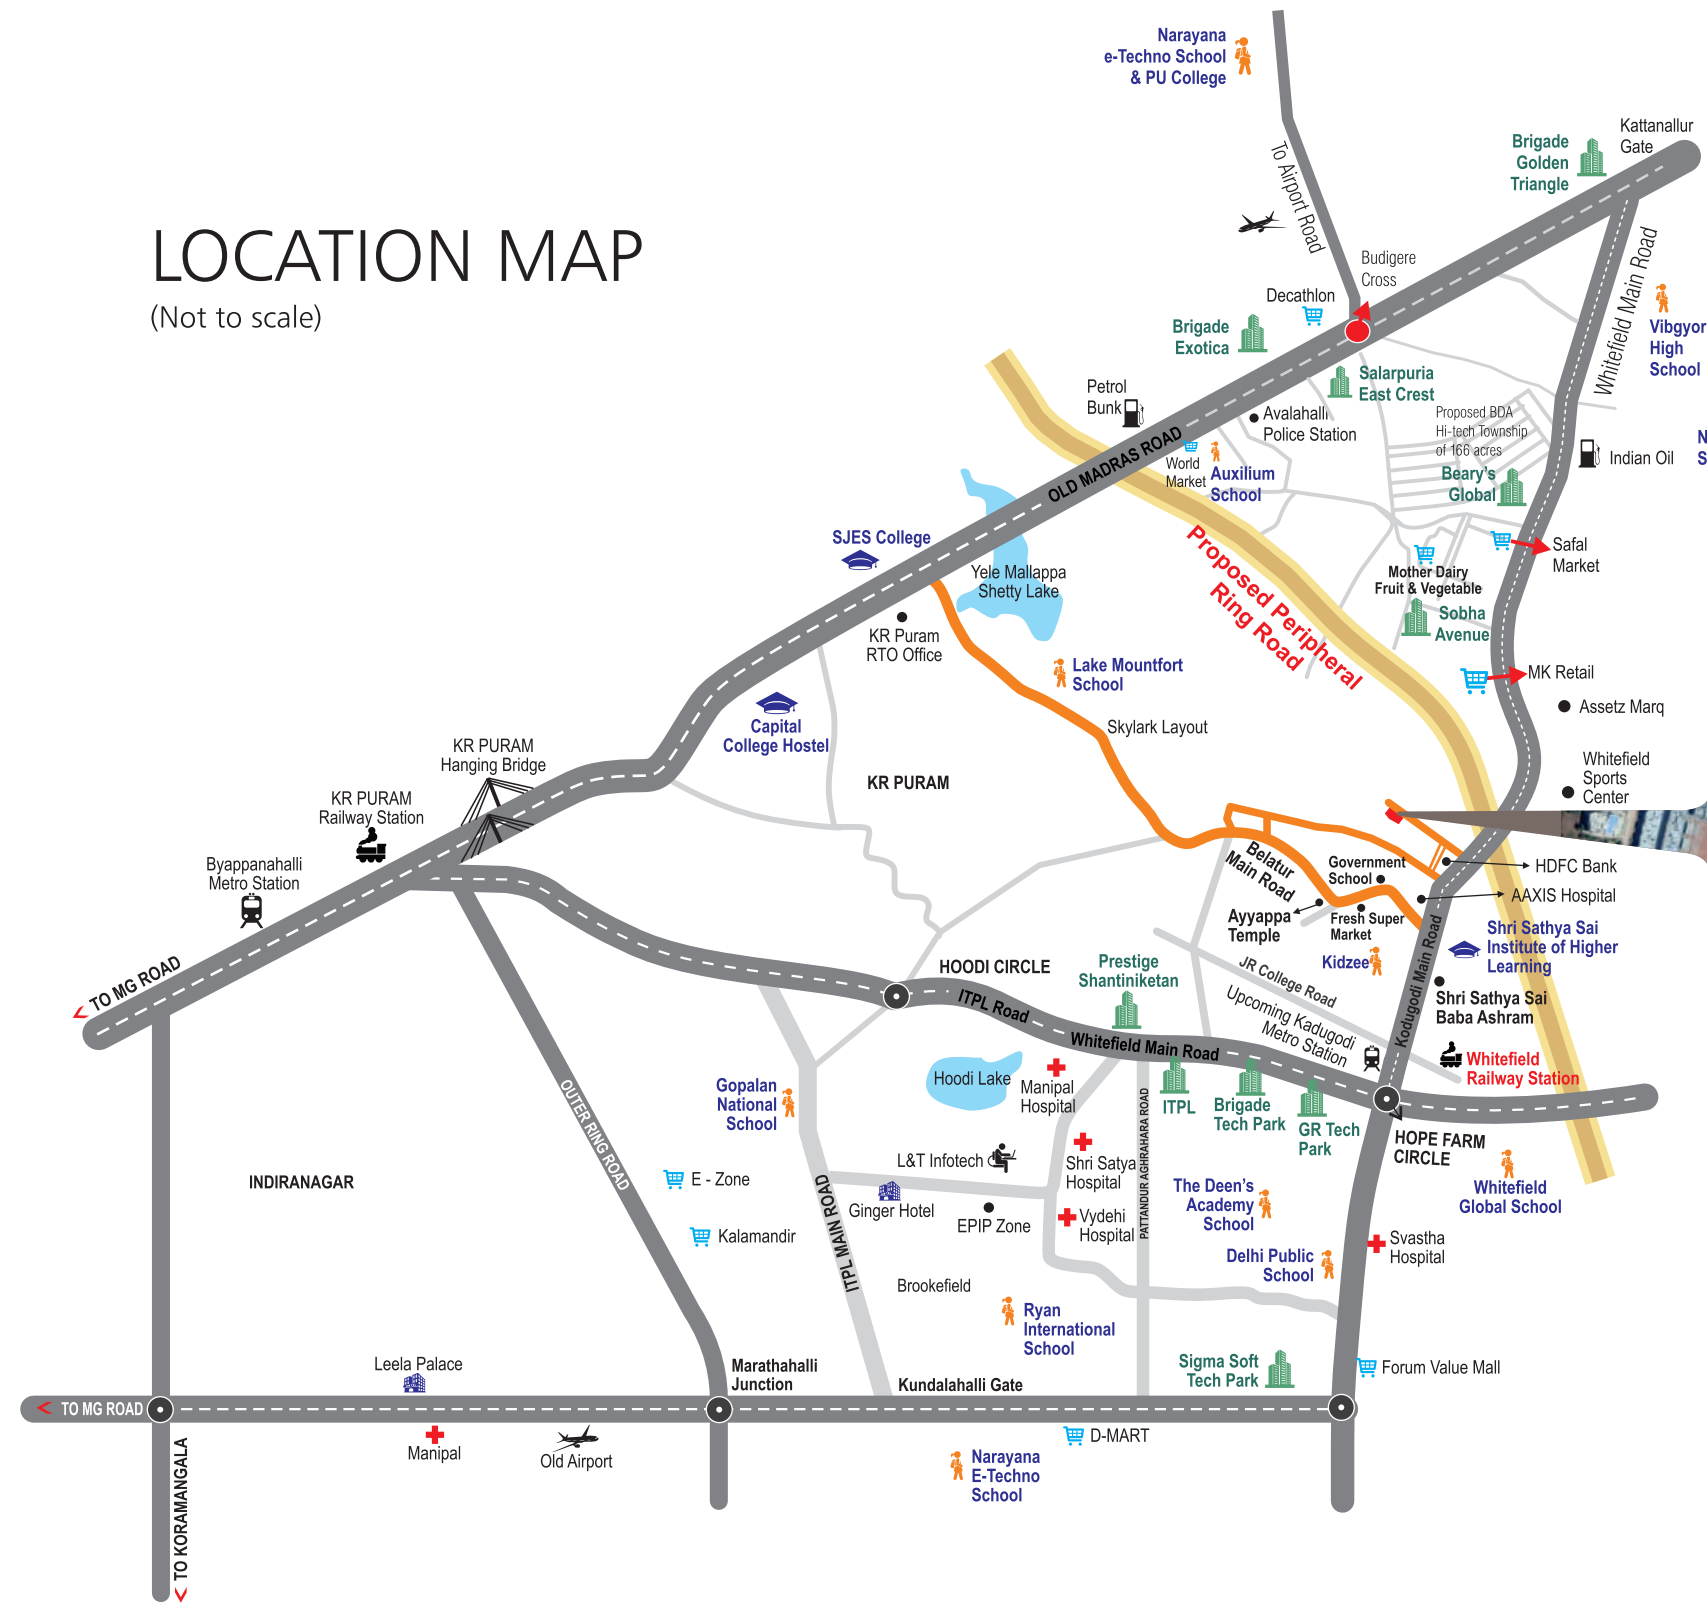 LOCATION MAP
(Not to scale)
Narayana
e-Techno School
& PU College
To Airport Road
Kattanallur
Gate
Brigade
Golden
Triangle
Budigere
Cross
Decathlon
Brigade
Exotica
Whitefield Main Road
Vibgyor
High
School
Salarpuria
East Crest
Petrol
Bunk
Avalahalli
Police Station
Proposed BDA
Hi-tech Township
of 166 acres
OLD MADRAS ROAD
World
Market
Auxilium
School
Beary's
Global
Indian Oil
N
S
SJES College
Safal
Market
Yele Mallappa
Shetty Lake
Mother Dairy
Fruit & Vegetable
Proposed Peripheral
Ring Road
Sobha
Avenue
KR Puram
RTO Office
Lake Mountfort
School
MK Retail
Assetz Marq
Capital
College Hostel
Skylark Layout
KR PURAM
Hanging Bridge
KR PURAM
Whitefield
Sports
Center
KR PURAM
Railway Station
Byappanahalli
Metro Station
Belatur
Main Road
Government
School
HDFC Bank
AAXIS Hospital
Ayyappa
Temple
Fresh Super
Market
Shri Sathya Sai
Institute of Higher
Learning
Kidzee
Kodugodi Main Road
TO MG ROAD
HOODI CIRCLE
Prestige
Shantiniketan
JR College Road
Shri Sathya Sai
Baba Ashram
ITPL Road
Upcoming Kadugodi
Metro Station
Whitefield Main Road
Whitefield
Railway Station
Hoodi Lake
Manipal
Hospital
Gopalan
National
School
ITPL
Brigade
Tech Park
GR Tech
Park
OUTER RING ROAD
PATTANDUR AGHRAHARA ROAD
HOPE FARM
CIRCLE
L&T Infotech
Shri Satya
Hospital
INDIRANAGAR
E - Zone
ITPL MAIN ROAD
Ginger Hotel
EPIP Zone
Vydehi
Hospital
The Deen's
Academy
School
Whitefield
Global School
Kalamandir
Delhi Public
School
Svastha
Hospital
Brookefield
Ryan
International
School
Leela Palace
Marathahalli
Junction
Kundalahalli Gate
Sigma Soft
Tech Park
Forum Value Mall
TO MG ROAD
Manipal
Old Airport
D-MART
Narayana
E-Techno
School
TO KORAMANGALA